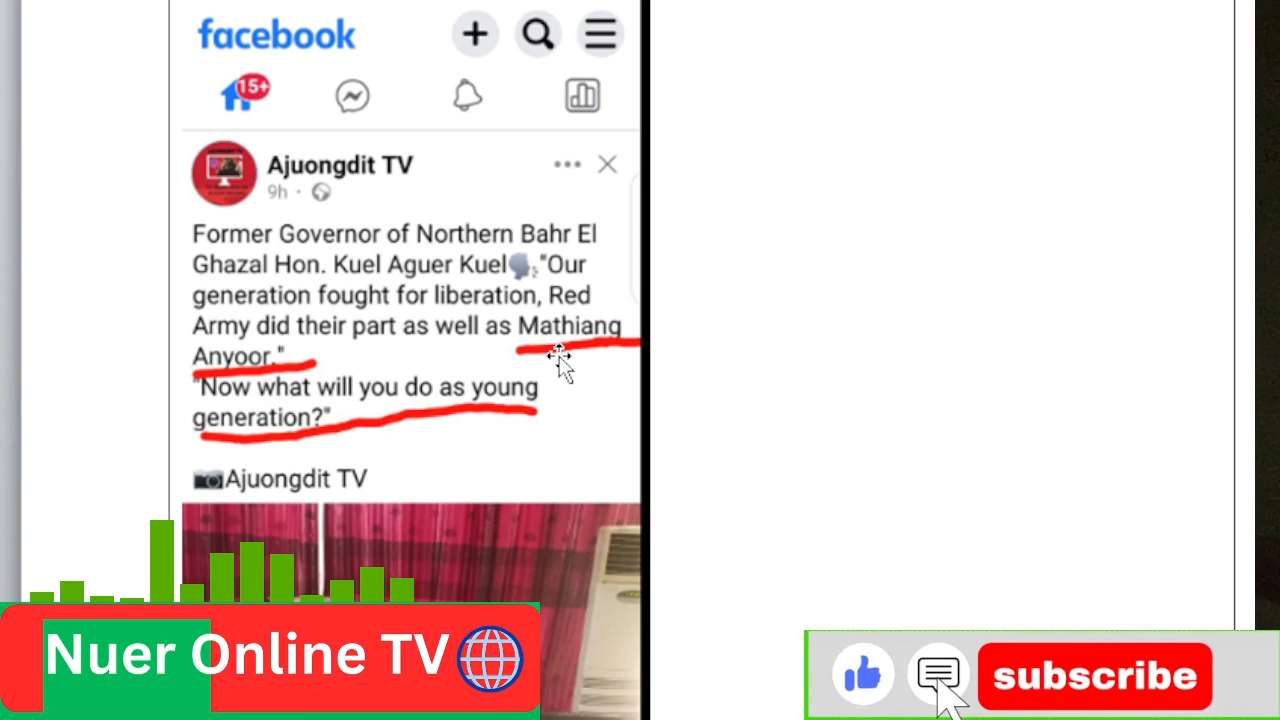 facebook
15+
Ajuongdit TV
9h
Former Governor of Northern Bahr El
Ghazal Hon. Kuel Aguer Kuel🗣️"Our
generation fought for liberation, Red
Army did their part as well as Mathiang
Anyoor."
"Now what will you do as young
generation?"
📷Ajuongdit TV
Nuer Online TV
subscribe